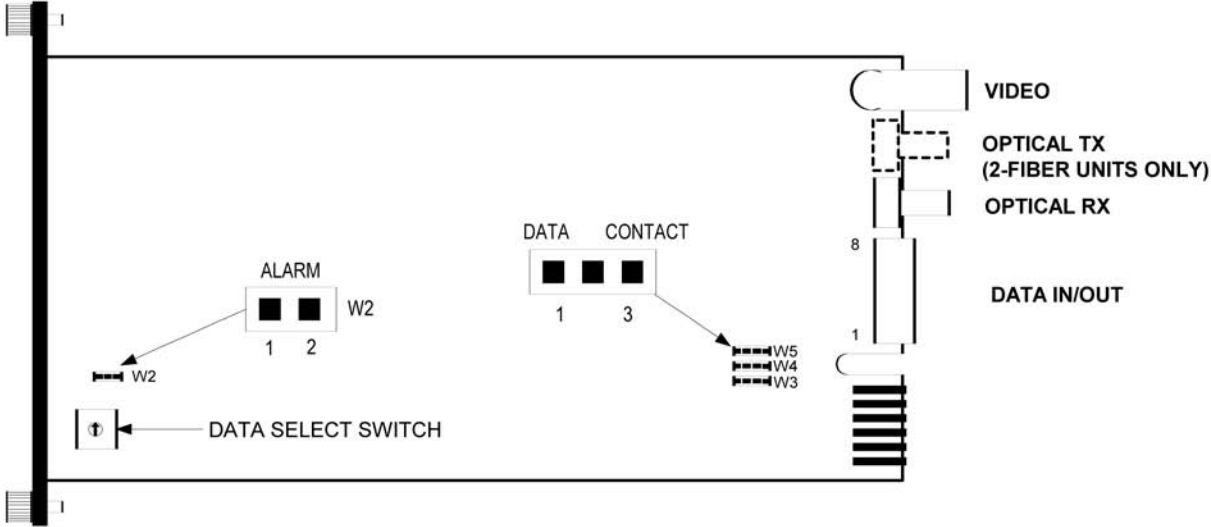 VIDEO
OPTICAL TX
(2-FIBER UNITS ONLY)
OPTICAL RX
DATA CONTACT
1 3
8
DATA IN/OUT
1
ALARM
W2
1 2
W5
W4
W3
W2
DATA SELECT SWITCH